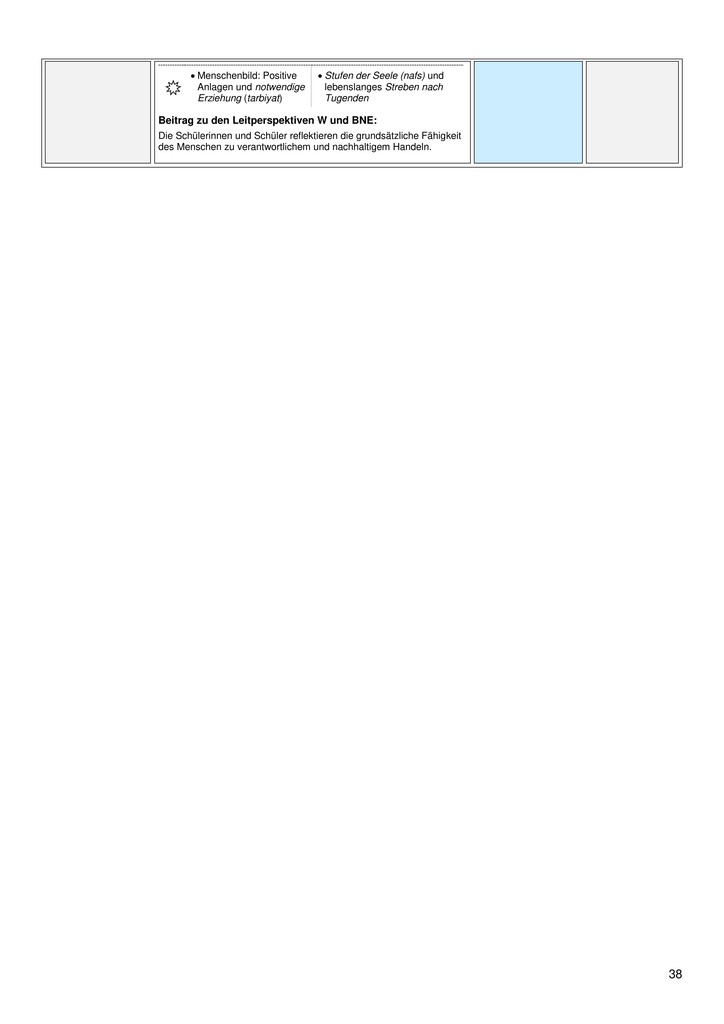 • Menschenbild: Positive
Anlagen und notwendige
Erziehung (tarbiyat)
• Stufen der Seele (nafs) und
lebenslanges Streben nach
Tugenden
Beitrag zu den Leitperspektiven W und BNE:
Die Schülerinnen und Schüler reflektieren die grundsätzliche Fähigkeit
des Menschen zu verantwortlichem und nachhaltigem Handeln.
38